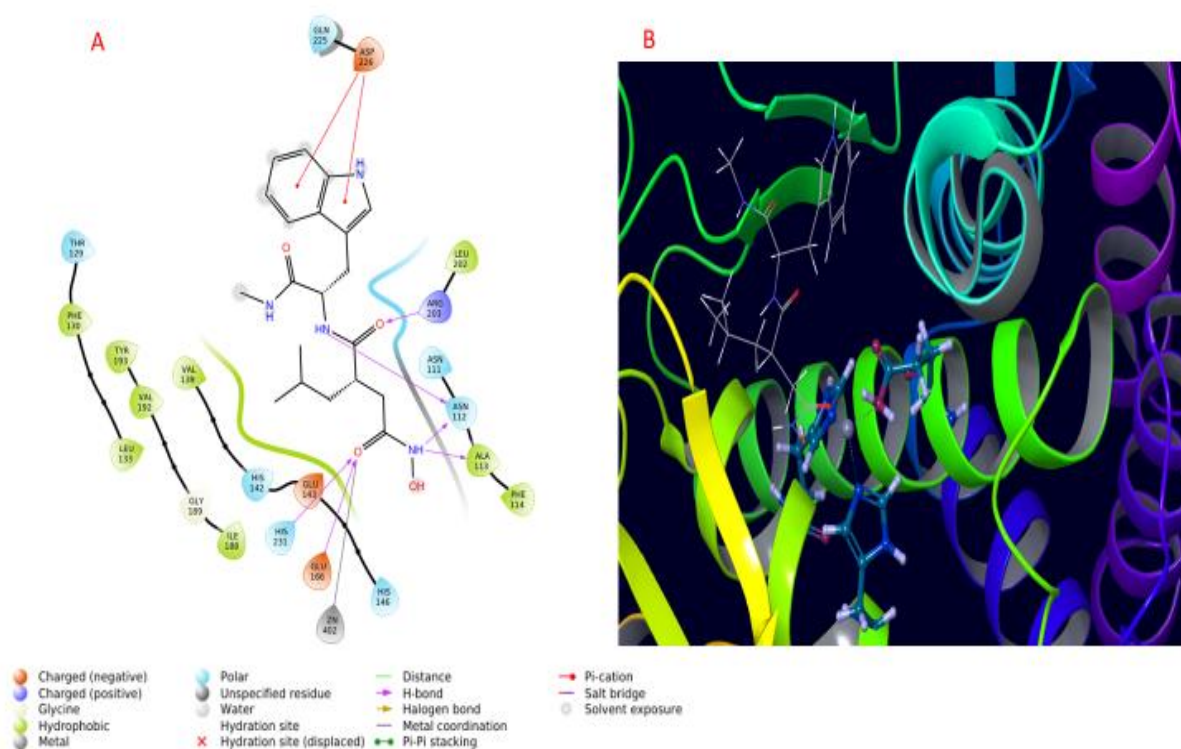 A
B
GLN
225
ASP
226
H
N
THR
129
O
LEU
202
ARG
203
PHE
130
N
H
HN
O
TYR
193
VAL
139
ASN
111
VAL
192
ASN
112
LEU
133
O
NH
ALA
113
OH
PHE
114
HIS
142
GLU
143
GLY
189
HIS
231
ILE
188
GLU
166
HIS
146
ZN
402
Charged (negative)
Charged (positive)
Glycine
Hydrophobic
Metal
Polar
Unspecified residue
Water
Hydration site
Hydration site (displaced)
Distance
H-bond
Halogen bond
Metal coordination
Pi-Pi stacking
Pi-cation
Salt bridge
Solvent exposure